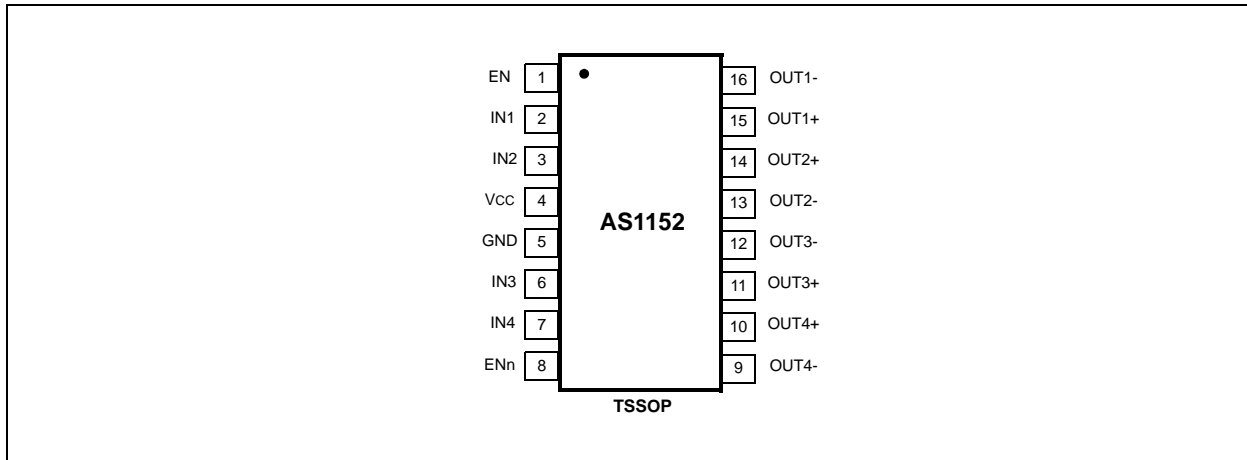 EN 1 16 OUT1-
IN1 2 15 OUT1+
IN2 3 14 OUT2+
VCC 4 13 OUT2-
AS1152
GND 5 12 OUT3-
IN3 6 11 OUT3+
IN4 7 10 OUT4+
ENn 8 9 OUT4-
TSSOP